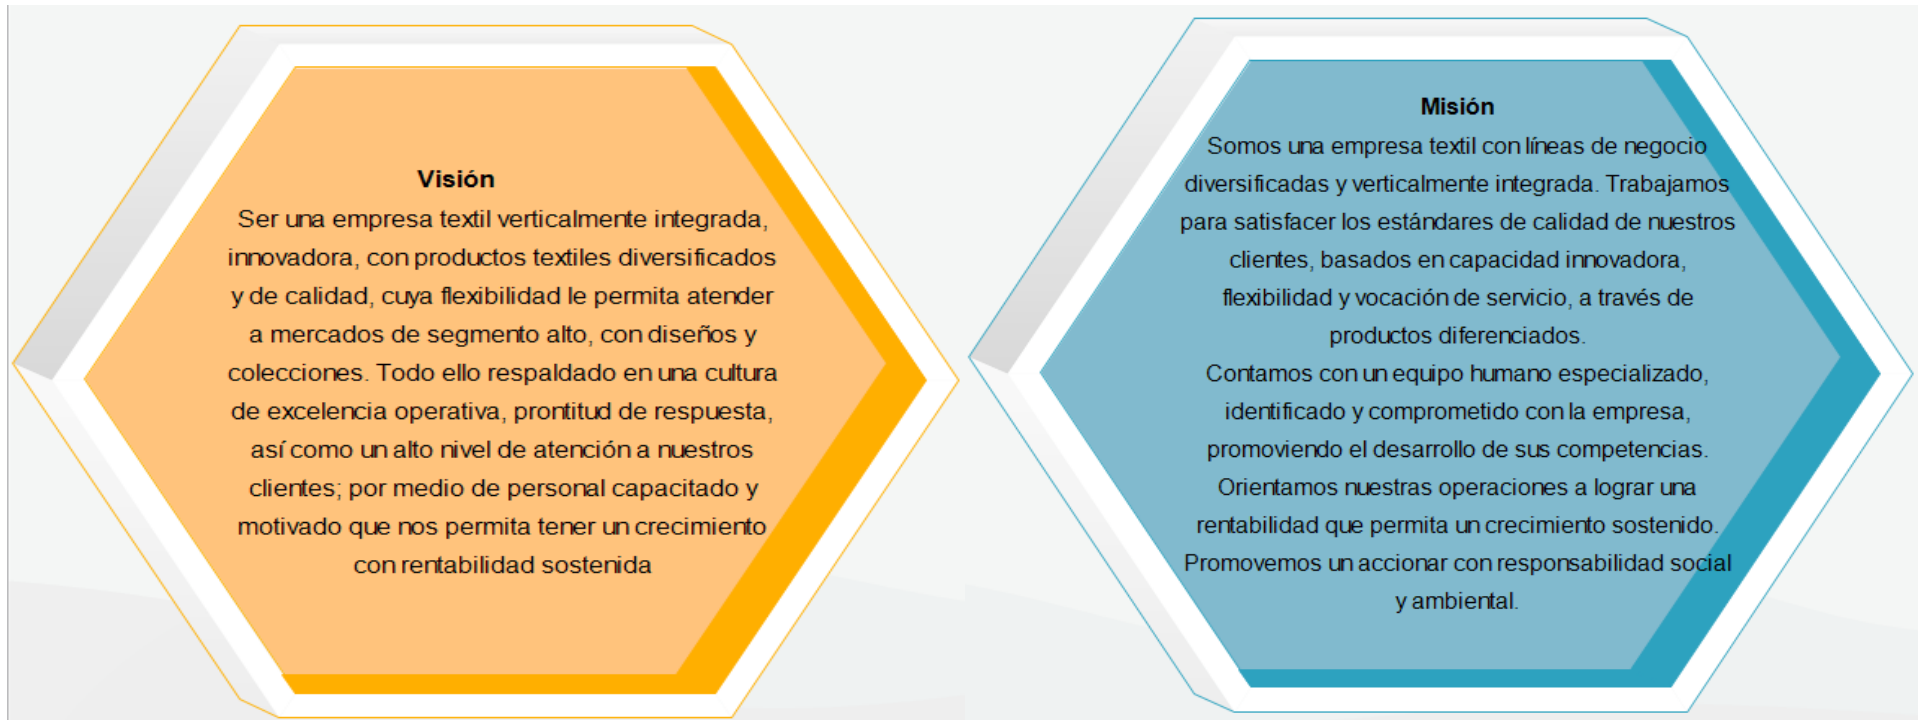 Visión
Ser una empresa textil verticalmente integrada,
innovadora, con productos textiles diversificados
y de calidad, cuya flexibilidad le permita atender
a mercados de segmento alto, con diseños y
colecciones. Todo ello respaldado en una cultura
de excelencia operativa, prontitud de respuesta,
así como un alto nivel de atención a nuestros
clientes; por medio de personal capacitado y
motivado que nos permita tener un crecimiento
con rentabilidad sostenida
Misión
Somos una empresa textil con líneas de negocio
diversificadas y verticalmente integrada. Trabajamos
para satisfacer los estándares de calidad de nuestros
clientes, basados en capacidad innovadora,
flexibilidad y vocación de servicio, a través de
productos diferenciados.
Contamos con un equipo humano especializado,
identificado y comprometido con la empresa,
promoviendo el desarrollo de sus competencias.
Orientamos nuestras operaciones a lograr una
rentabilidad que permita un crecimiento sostenido.
Promovemos un accionar con responsabilidad social
y ambiental.